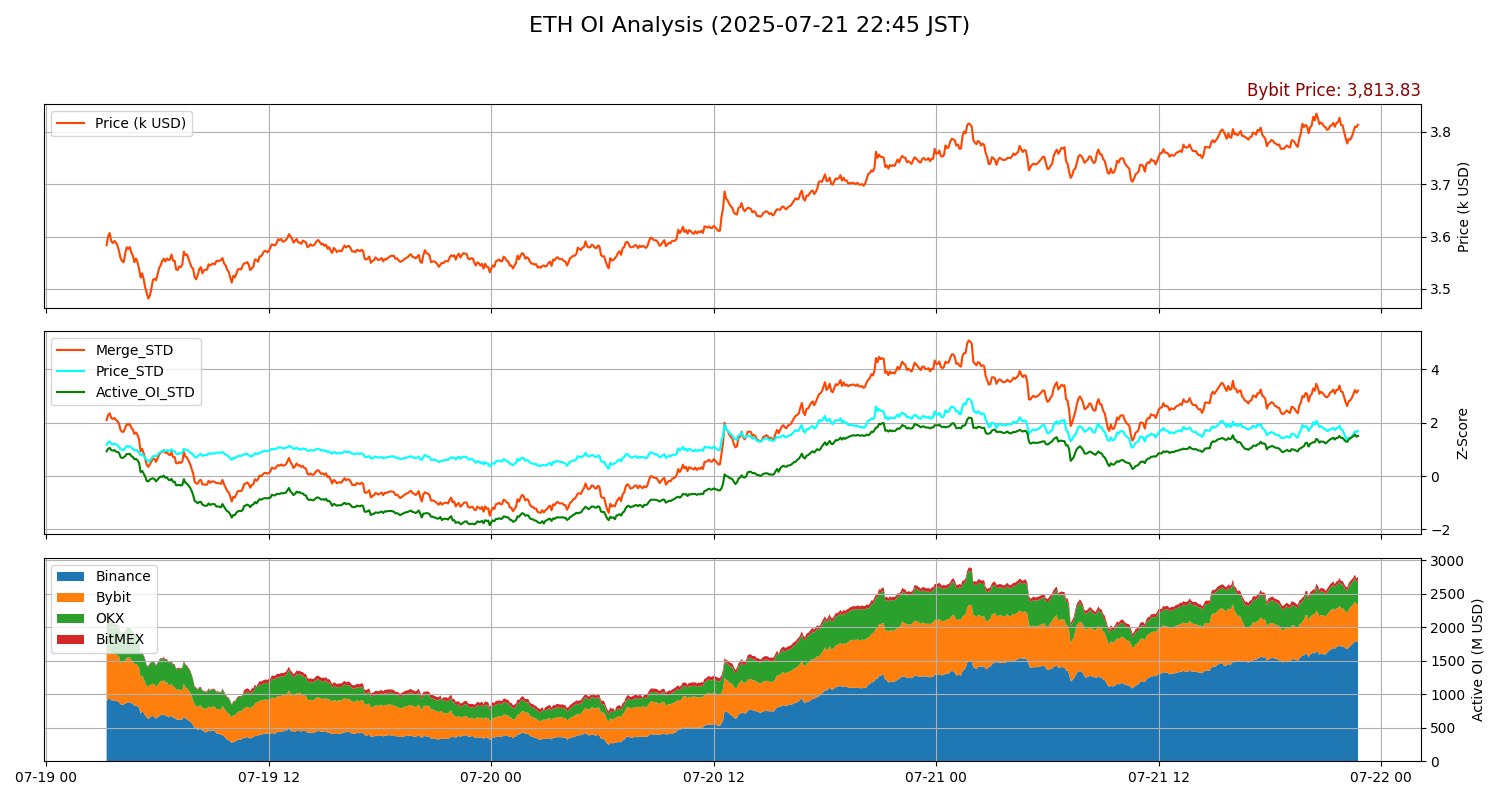 ETH OI Analysis (2025-07-21 22:45 JST)
Bybit Price: 3,813.83
Price (k USD)
3.8
3.7
3.6
3.5
Price (k USD)
Merge_STD
Price_STD
Active_OI_STD
4
2
0
−2
Z-Score
Binance
Bybit
OKX
BitMEX
3000
2500
2000
1500
1000
500
0
Active OI (M USD)
07-19 00
07-19 12
07-20 00
07-20 12
07-21 00
07-21 12
07-22 00